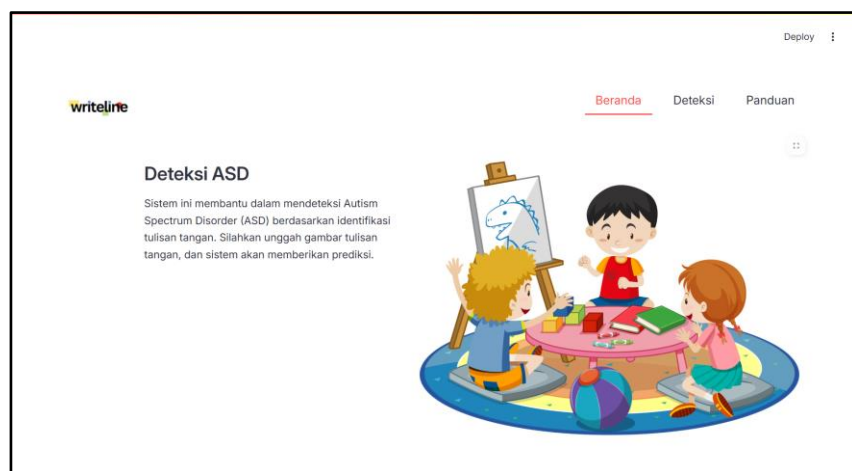 Deploy
writeline
Beranda Deteksi Panduan
Deteksi ASD
Sistem ini membantu dalam mendeteksi Autism
Spectrum Disorder (ASD) berdasarkan identifikasi
tulisan tangan. Silahkan unggah gambar tulisan
tangan, dan sistem akan memberikan prediksi.